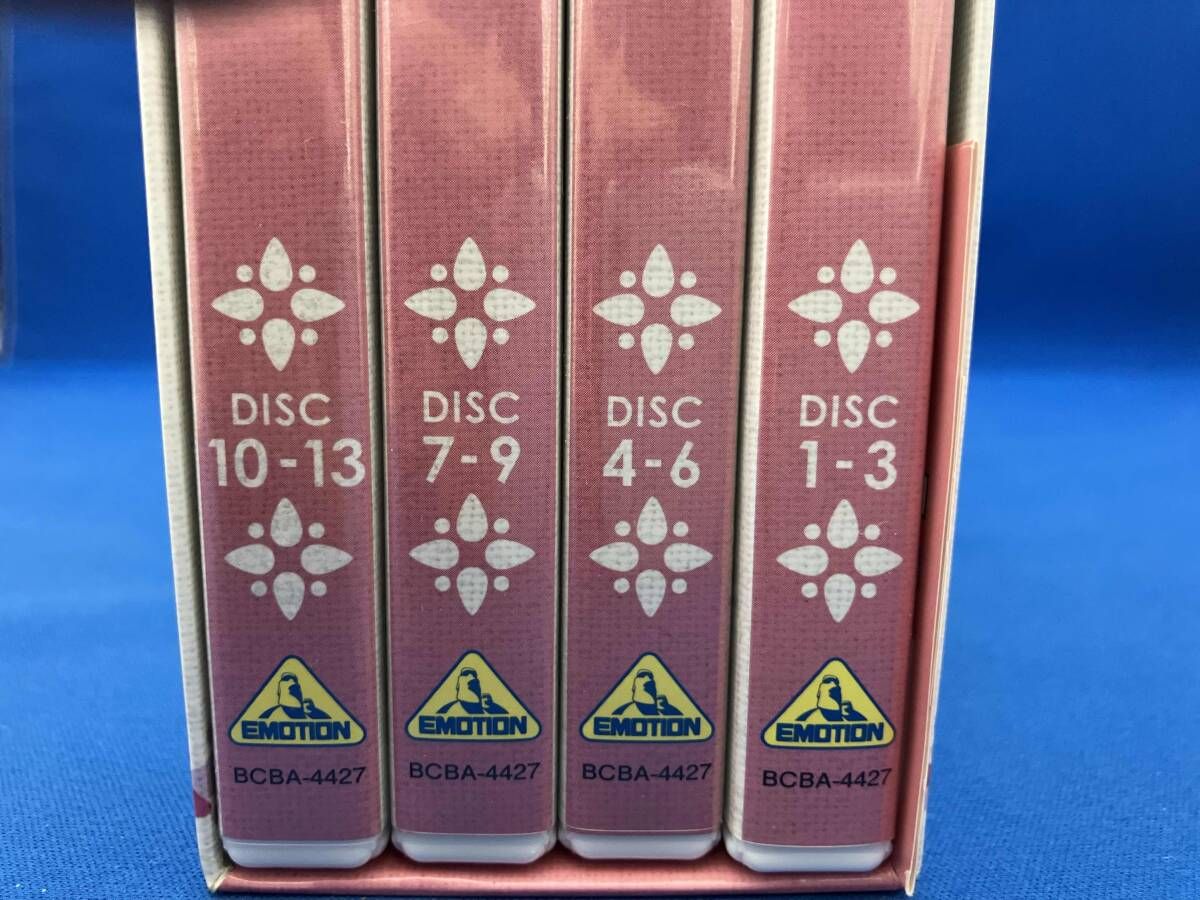 DISC
10-13
EMOTION
BCBA-4427
DISC
7-9
EMOTION
BCBA-4427
DISC
4-6
EMOTION
BCBA-4427
DISC
1-3
EMOTION
BCBA-4427